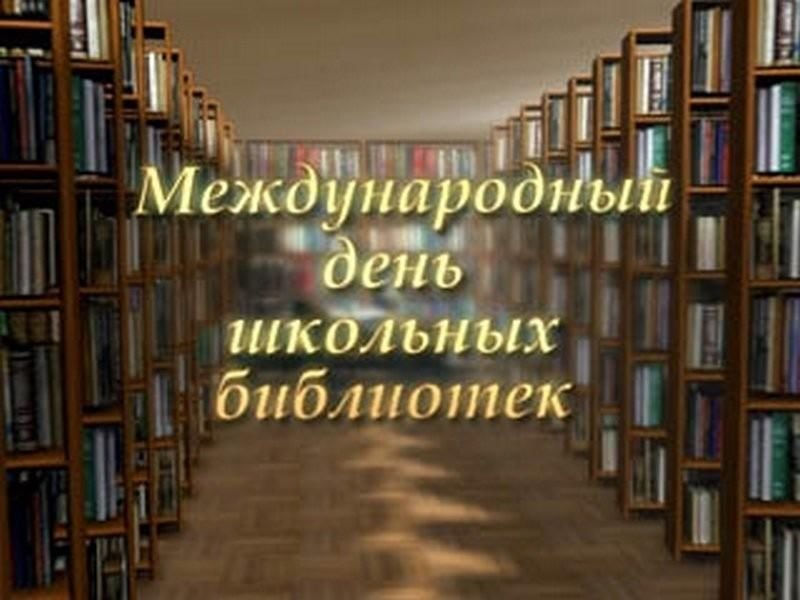 Международный
день
школьных
библиотек